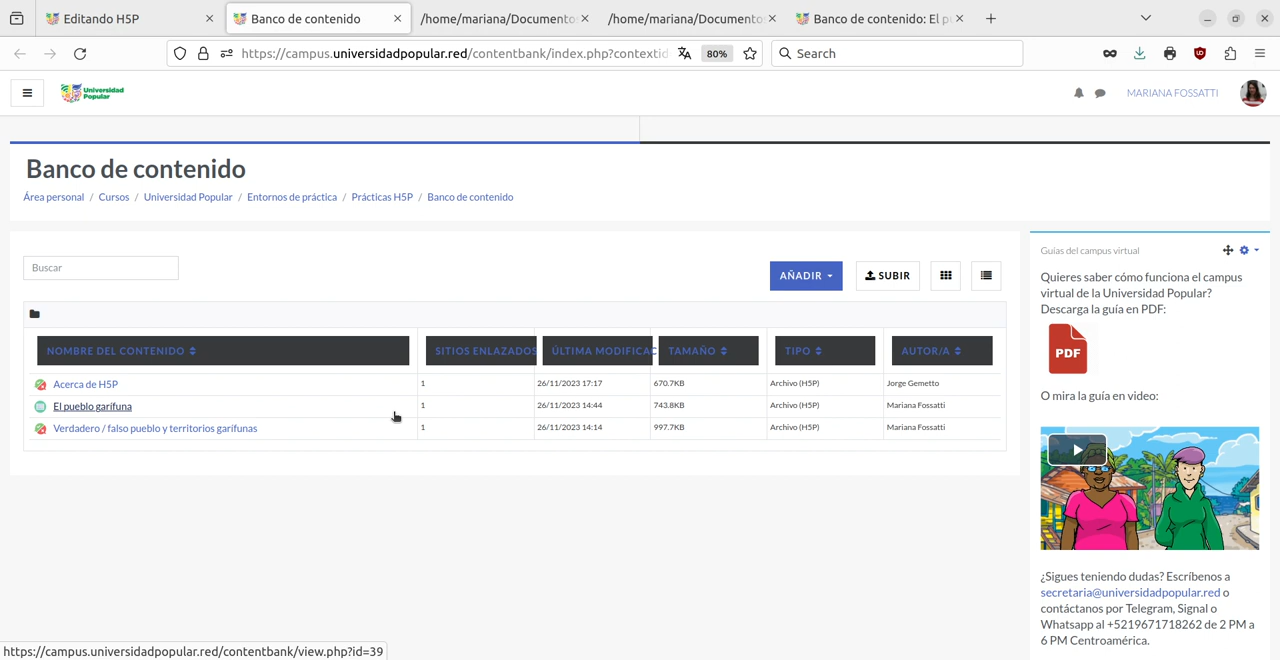 Editando H5P
Banco de contenido
/home/mariana/Documento
/home/mariana/Documento
Banco de contenido: El p
https://campus.universidadpopular.red/contentbank/index.php?contextid
80%
Search
Universidad
Popular
MARIANA FOSSATTI
Banco de contenido
Área personal / Cursos / Universidad Popular / Entornos de práctica / Prácticas H5P / Banco de contenido
Buscar
AÑADIR
SUBIR
NOMBRE DEL CONTENIDO SITIOS ENLAZADOS ÚLTIMA MODIFICAC TAMAÑO TIPO AUTOR/A
Acerca de H5P 1 26/11/2023 17:17 670.7KB Archivo (H5P) Jorge Gemetto
El pueblo garífuna 1 26/11/2023 14:44 743.8KB Archivo (H5P) Mariana Fossatti
Verdadero / falso pueblo y territorios garífunas 1 26/11/2023 14:14 997.7KB Archivo (H5P) Mariana Fossatti
Guías del campus virtual
Quieres saber cómo funciona el campus
virtual de la Universidad Popular?
Descarga la guía en PDF:
PDF
O mira la guía en video:
¿Sigues teniendo dudas? Escríbenos a
secretaria@universidadpopular.red o
contáctanos por Telegram, Signal o
Whatsapp al +5219671718262 de 2 PM a
6 PM Centroamérica.
https://campus.universidadpopular.red/contentbank/view.php?id=39